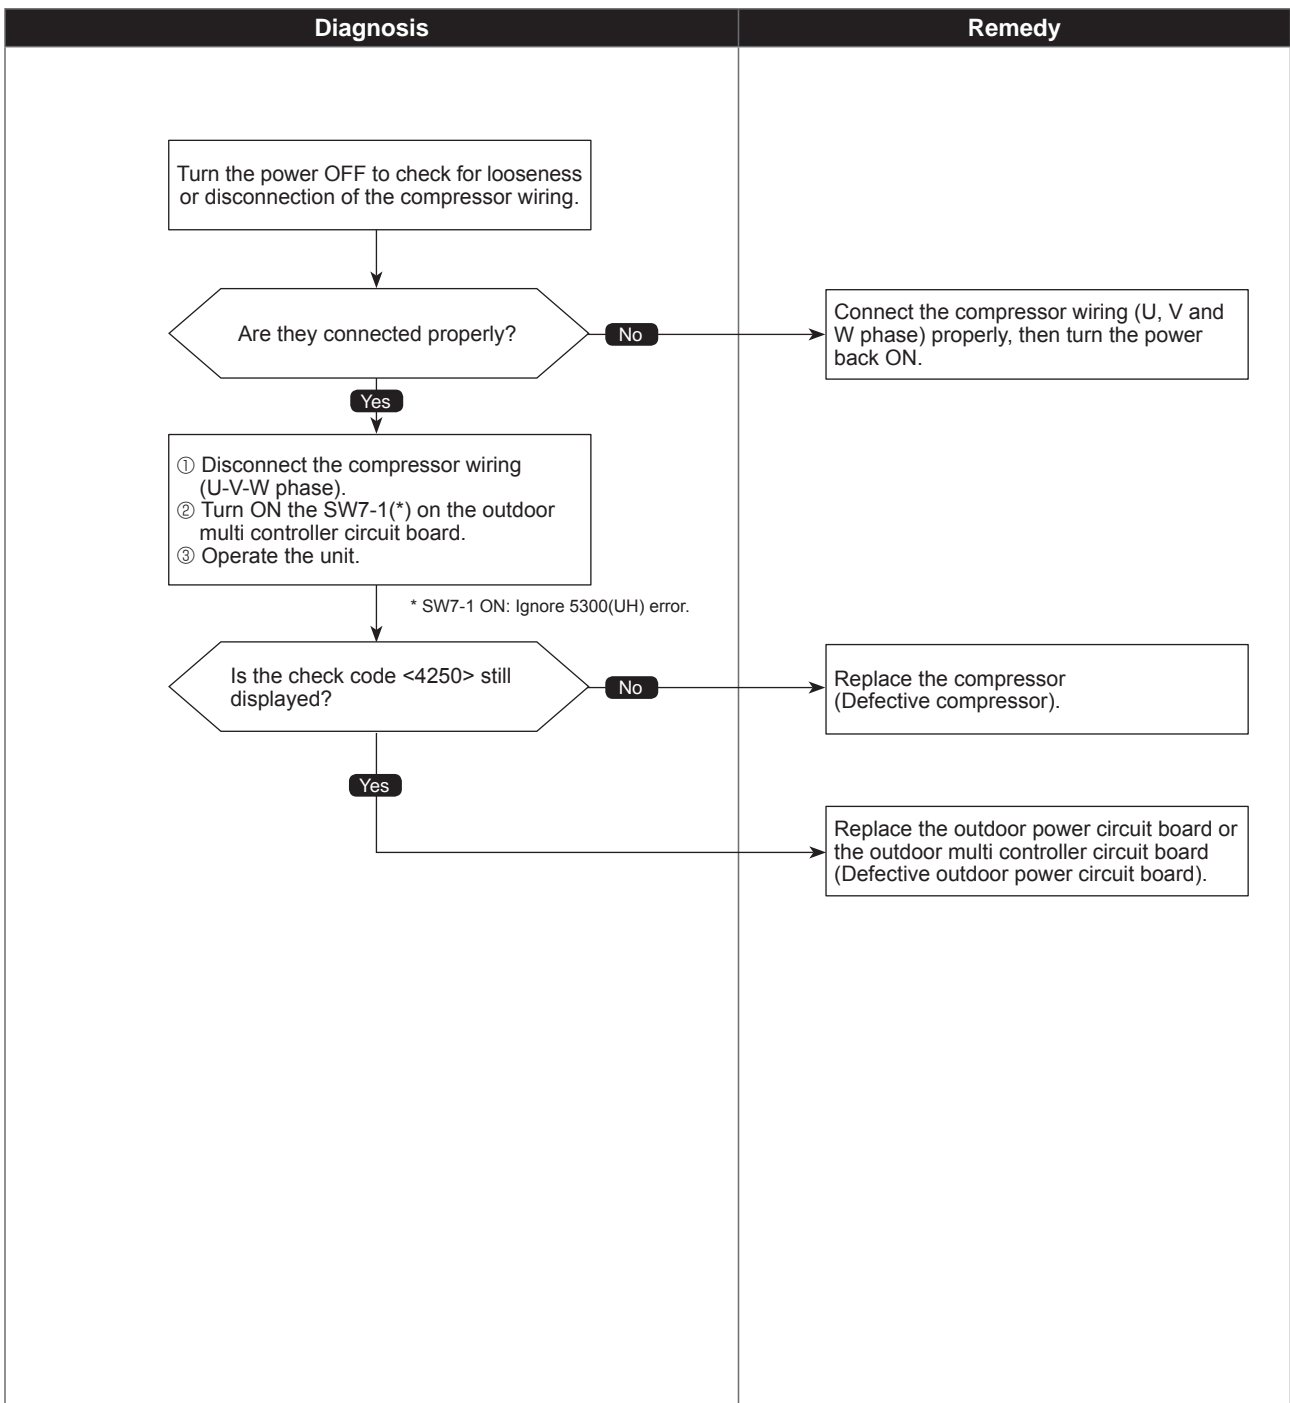 Diagnosis
Remedy
Turn the power OFF to check for looseness
or disconnection of the compressor wiring.
Are they connected properly?
No
Connect the compressor wiring (U, V and
W phase) properly, then turn the power
back ON.
Yes
① Disconnect the compressor wiring
(U-V-W phase).
② Turn ON the SW7-1(*) on the outdoor
multi controller circuit board.
③ Operate the unit.
* SW7-1 ON: Ignore 5300(UH) error.
Is the check code <4250> still
displayed?
No
Replace the compressor
(Defective compressor).
Yes
Replace the outdoor power circuit board or
the outdoor multi controller circuit board
(Defective outdoor power circuit board).